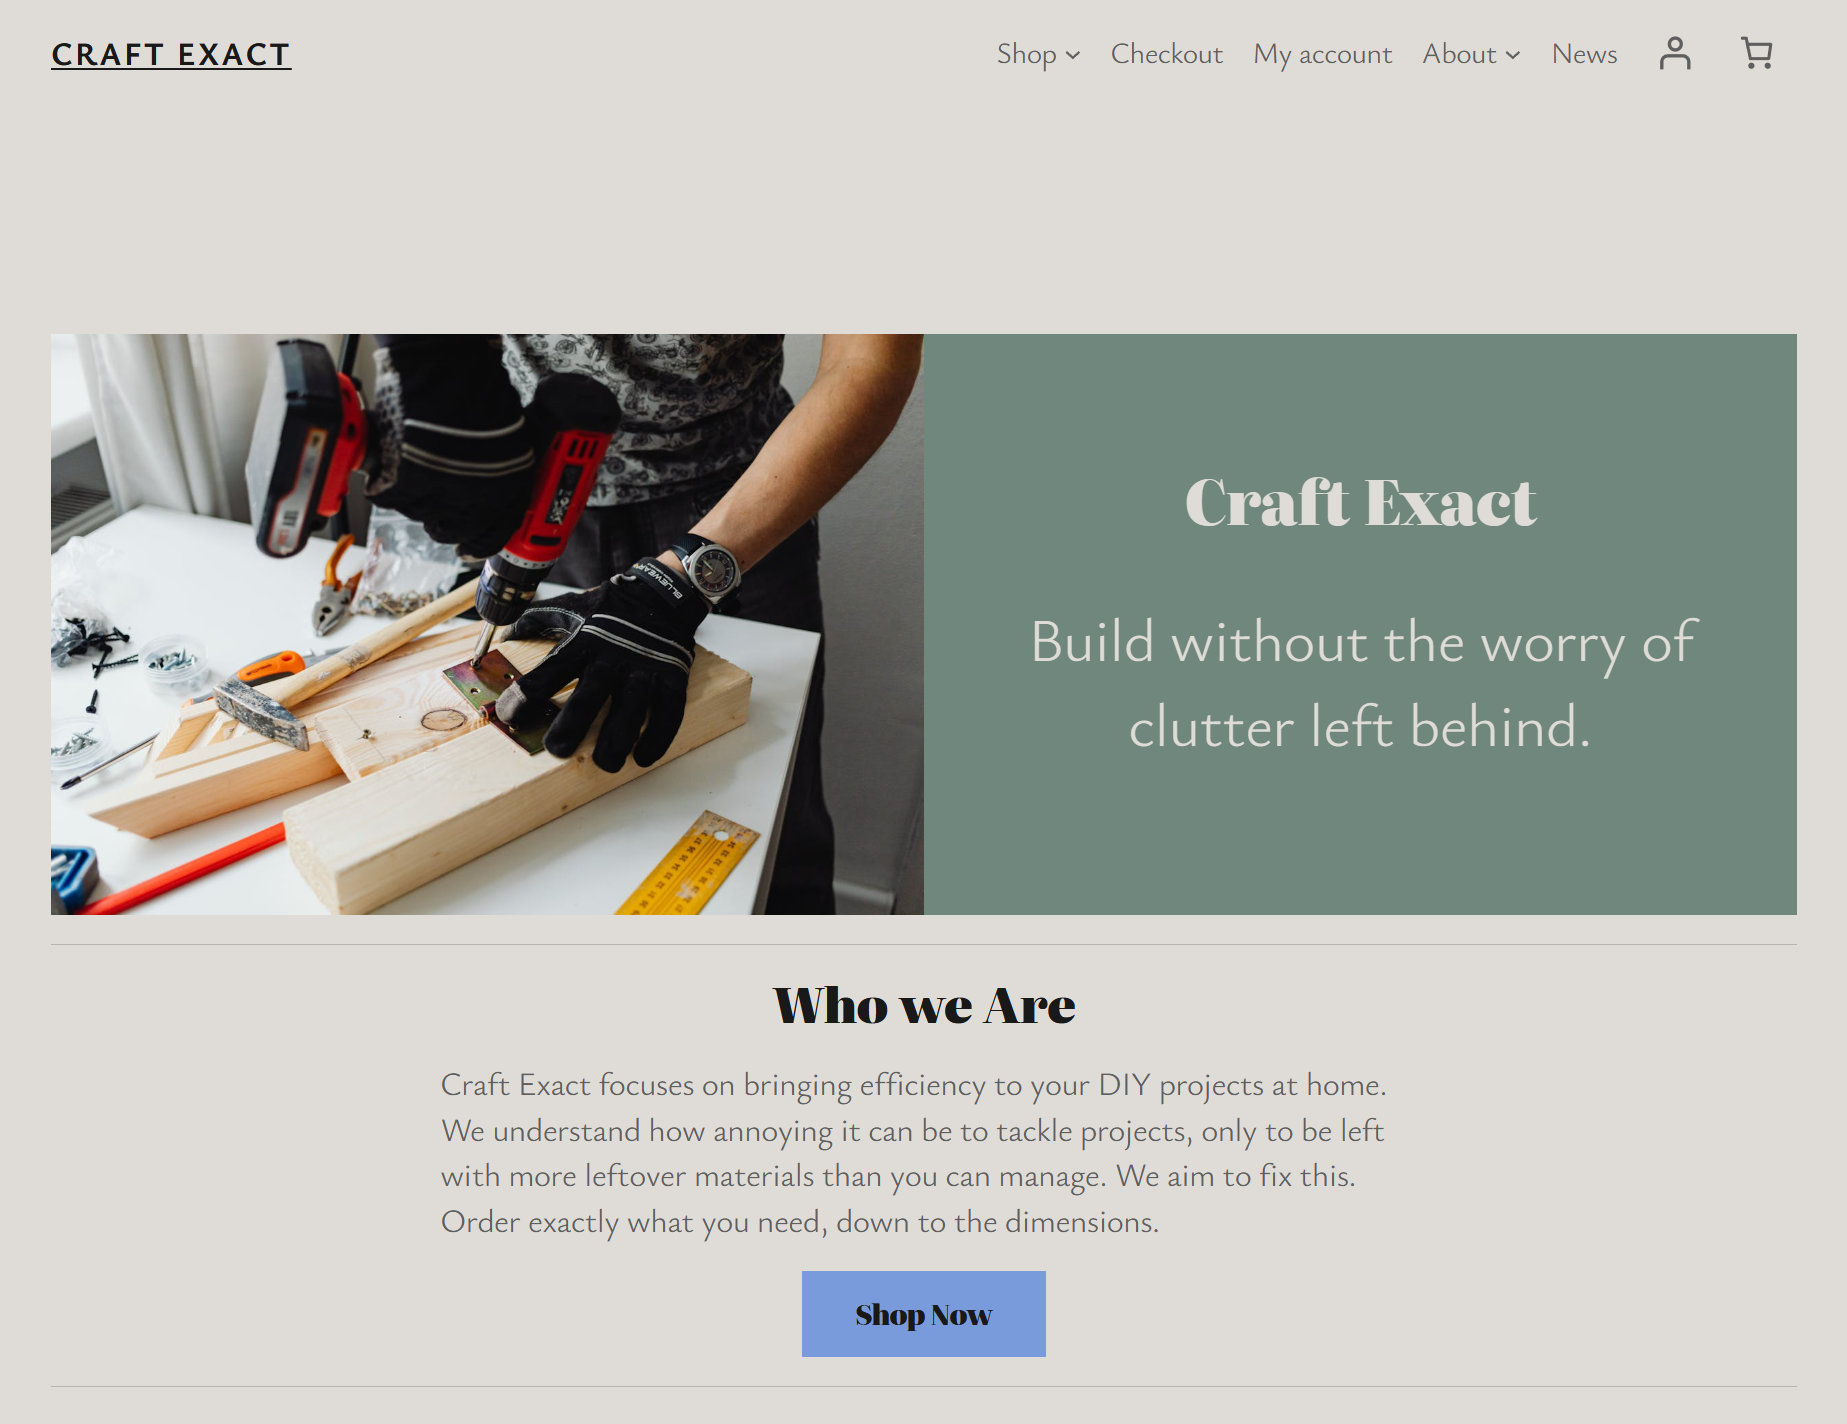 CRAFT EXACT
Shop Checkout My account About News
BLUEWEAR
Craft Exact
Build without the worry of
clutter left behind.
Who we Are
Craft Exact focuses on bringing efficiency to your DIY projects at home.
We understand how annoying it can be to tackle projects, only to be left
with more leftover materials than you can manage. We aim to fix this.
Order exactly what you need, down to the dimensions.
Shop Now